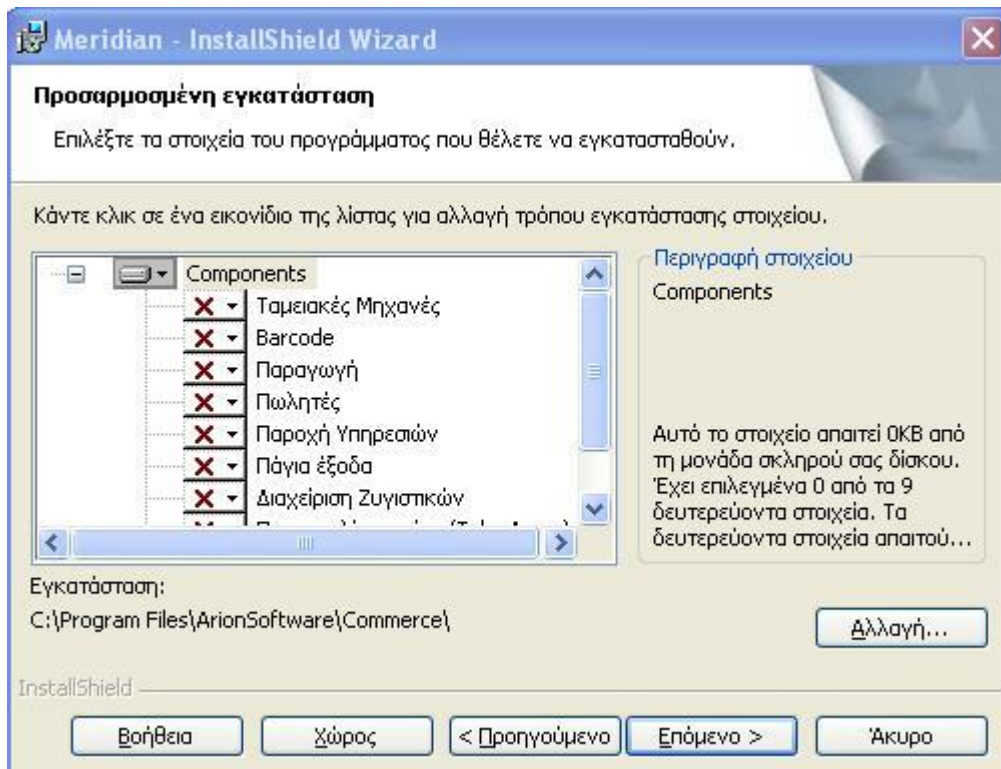 Meridian - InstallShield Wizard
Προσαρμοσμένη εγκατάσταση
Επιλέξτε τα στοιχεία του προγράμματος που θέλετε να εγκατασταθούν.
Κάντε κλικ σε ένα εικονίδιο της λίστας για αλλαγή τρόπου εγκατάστασης στοιχείου.
Components
Ταμειακές Μηχανές
Barcode
Παραγωγή
Πωλητές
Παροχή Υπηρεσιών
Πάγια έξοδα
Διαχείριση Ζυγιστικών
Περιγραφή στοιχείου
Components
Αυτό το στοιχείο απαιτεί 0KB από
τη μονάδα σκληρού σας δίσκου.
Έχει επιλεγμένα 0 από τα 9
δευτερεύοντα στοιχεία. Τα
δευτερεύοντα στοιχεία απαιτού...
Εγκατάσταση:
C:\Program Files\ArionSoftware\Commerce\
Αλλαγή...
InstallShield
Βοήθεια
Χώρος
< Προηγούμενο
Επόμενο >
Άκυρο